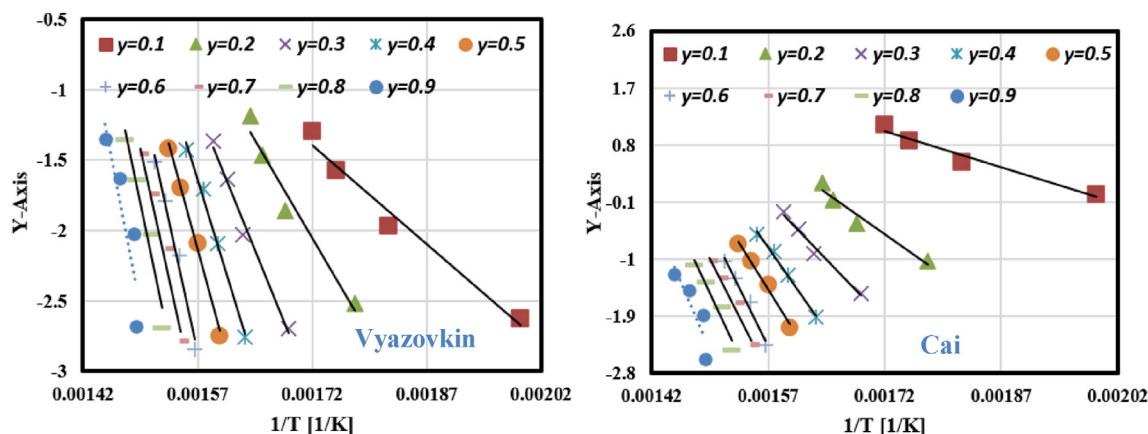 -0.5
y=0.1 y=0.2 y=0.3 y=0.4 y=0.5
-1
y=0.6 y=0.7 y=0.8 y=0.9
-1.5
Y-Axis
-2
-2.5
Vyazovkin
-3
0.00142 0.00157 0.00172 0.00187 0.00202
1/T [1/K]
2.6
y=0.1 y=0.2 y=0.3 y=0.4 y=0.5
1.7
y=0.6 y=0.7 y=0.8 y=0.9
0.8
Y-Axis
-0.1
-1
-1.9
Cai
-2.8
0.00142 0.00157 0.00172 0.00187 0.00202
1/T [1/K]